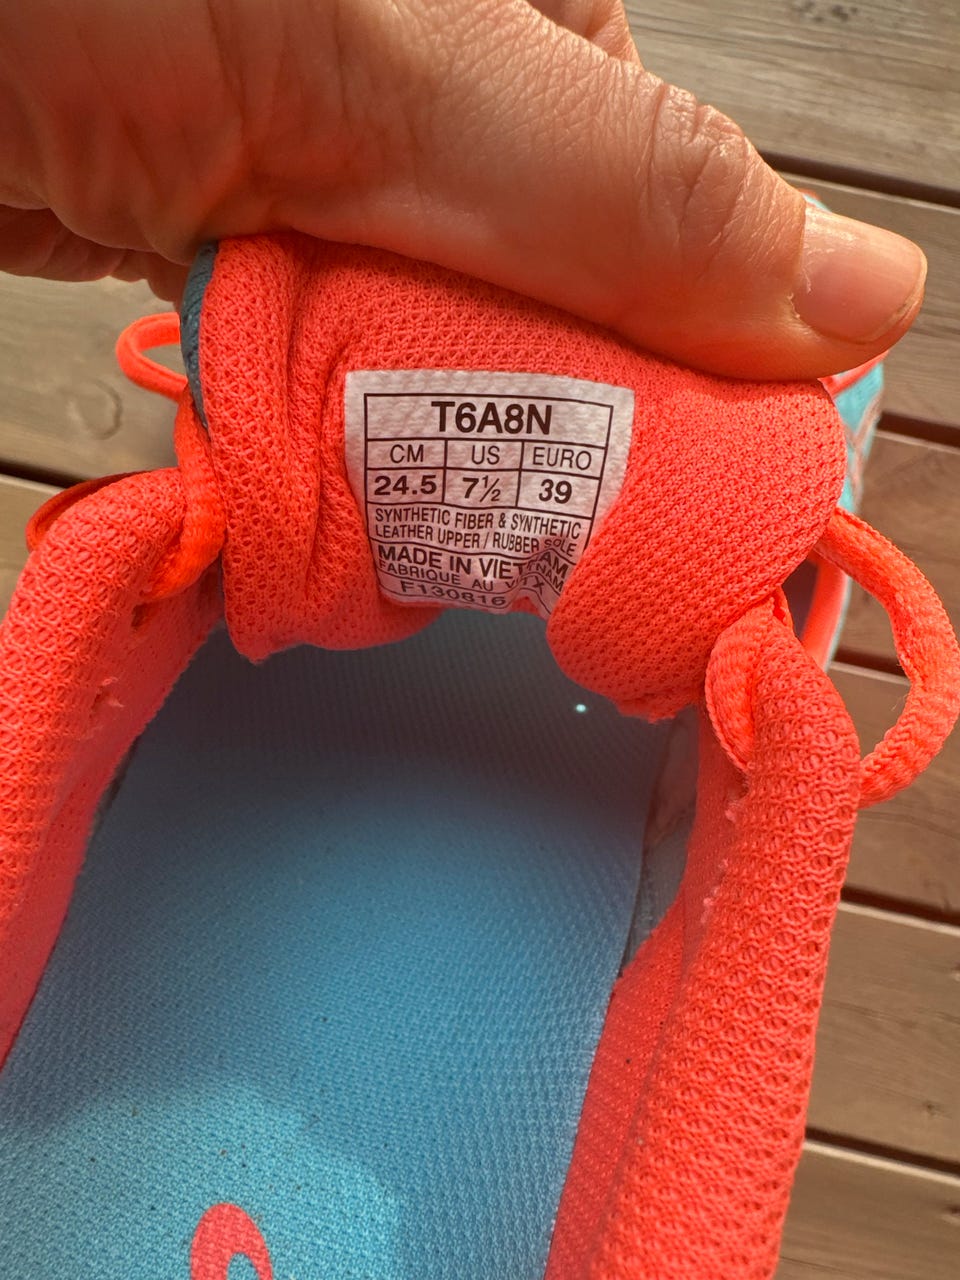 T6A8N
CM US EURO
24.5 7½ 39
SYNTHETIC FIBER & SYNTHETIC
LEATHER UPPER / RUBBER SOLE
MADE IN VIETNAM
FABRIQUE AU
F130816 X